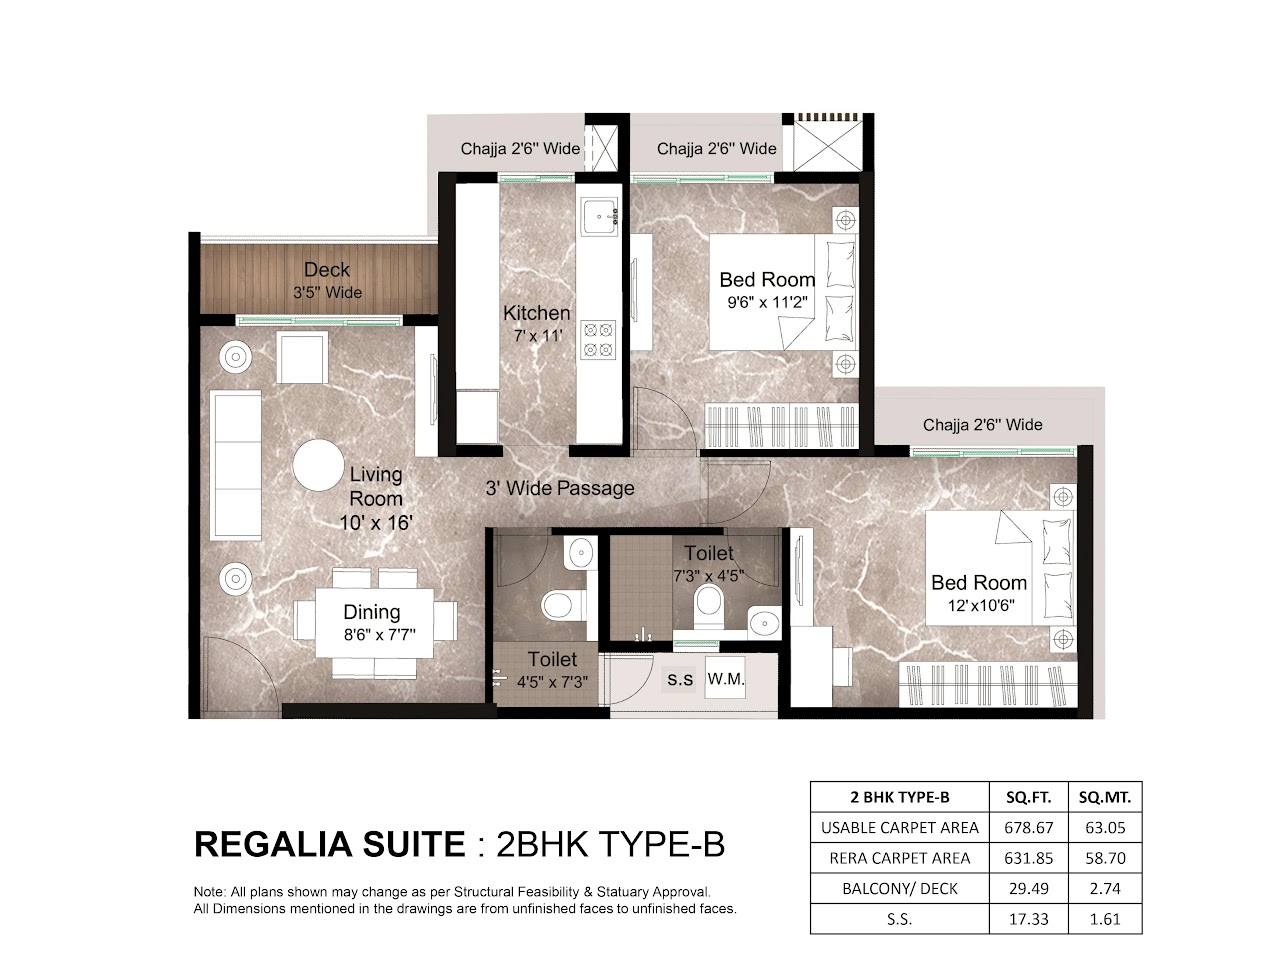 Chajja 2'6" Wide
Chajja 2'6" Wide
Deck
3'5" Wide
Kitchen
7' x 11'
Bed Room
9'6" x 11'2"
Chajja 2'6" Wide
Living
Room
10' x 16'
3' Wide Passage
Toilet
7'3" x 4'5"
Bed Room
12'x10'6"
Dining
8'6" x 7'7"
Toilet
4'5" x 7'3"
s.s
W.M.
REGALIA SUITE : 2BHK TYPE-B
Note: All plans shown may change as per Structural Feasibility & Statuary Approval.
All Dimensions mentioned in the drawings are from unfinished faces to unfinished faces.
2 BHK TYPE-B SQ.FT. SQ.MT.
USABLE CARPET AREA 678.67 63.05
RERA CARPET AREA 631.85 58.70
BALCONY/ DECK 29.49 2.74
S.S. 17.33 1.61